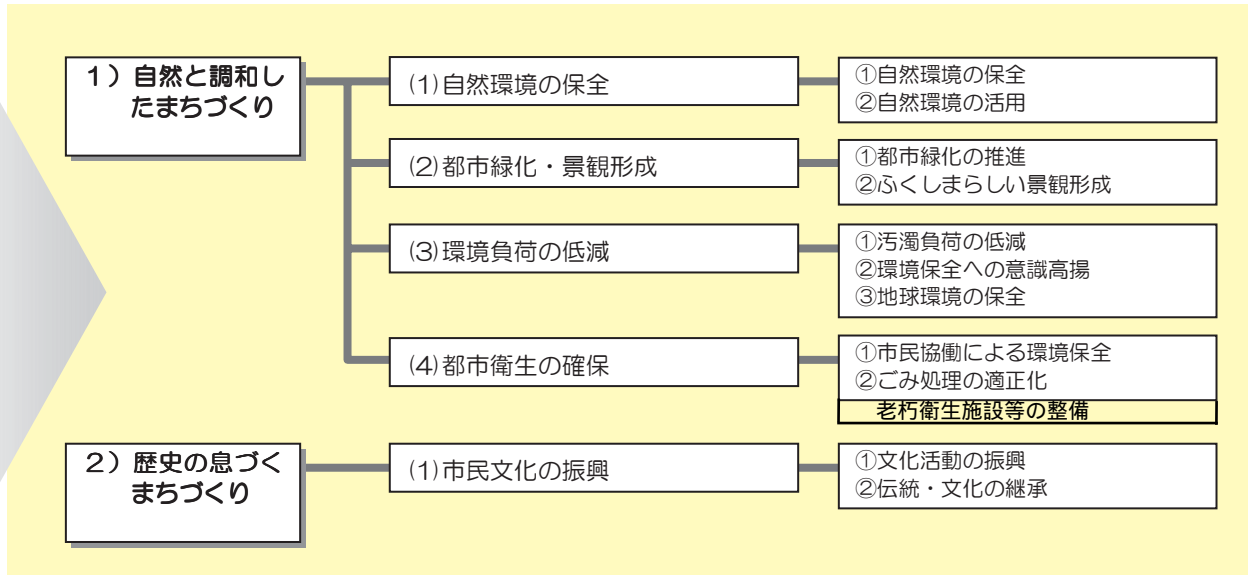 １）自然と調和し
たまちづくり
(1)自然環境の保全
①自然環境の保全
②自然環境の活用
(2)都市緑化・景観形成
①都市緑化の推進
②ふくしまらしい景観形成
(3)環境負荷の低減
①汚濁負荷の低減
②環境保全への意識高揚
③地球環境の保全
(4)都市衛生の確保
①市民協働による環境保全
②ごみ処理の適正化
老朽衛生施設等の整備
２）歴史の息づく
まちづくり
(1)市民文化の振興
①文化活動の振興
②伝統・文化の継承